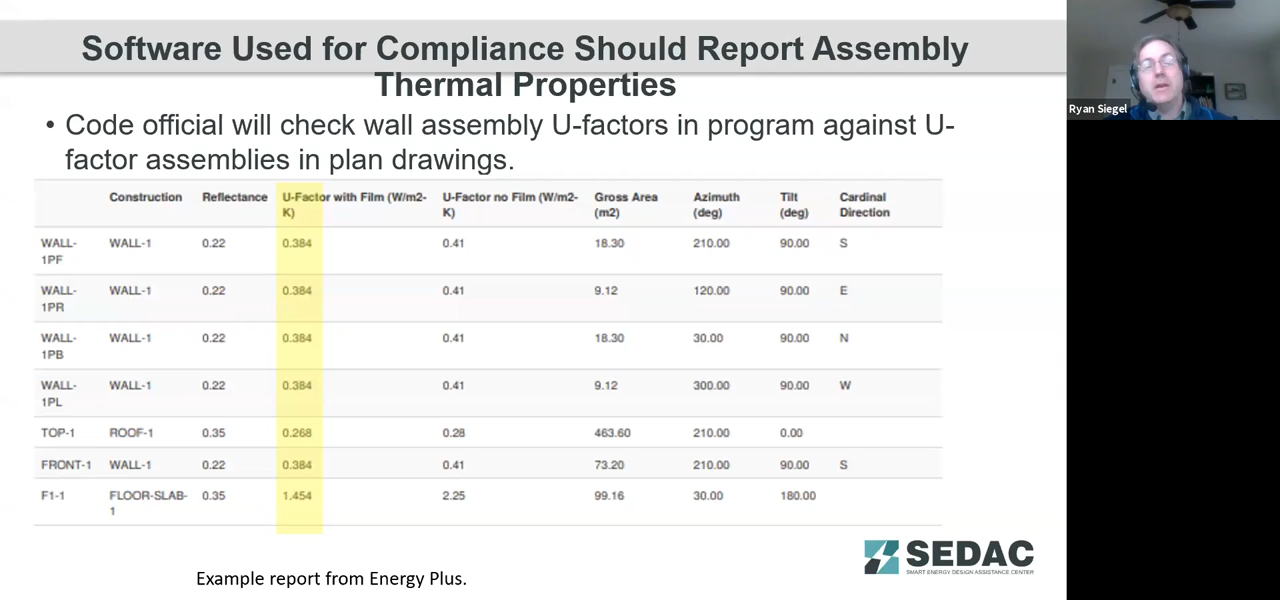 Software Used for Compliance Should Report Assembly
Thermal Properties
• Code official will check wall assembly U-factors in program against U-
factor assemblies in plan drawings.
Construction Reflectance U-Factor with Film (W/m2-K) U-Factor no Film (W/m2-K) Gross Area (m2) Azimuth (deg) Tilt (deg) Cardinal Direction
WALL-1PF WALL-1 0.22 0.384 0.41 18.30 210.00 90.00 S
WALL-1PR WALL-1 0.22 0.384 0.41 9.12 120.00 90.00 E
WALL-1PB WALL-1 0.22 0.384 0.41 18.30 30.00 90.00 N
WALL-1PL WALL-1 0.22 0.384 0.41 9.12 300.00 90.00 W
TOP-1 ROOF-1 0.35 0.268 0.28 463.60 210.00 0.00
FRONT-1 WALL-1 0.22 0.384 0.41 73.20 210.00 90.00 S
F1-1 FLOOR-SLAB-1 0.35 1.454 2.25 99.16 30.00 180.00
Example report from Energy Plus.
SEDAC
SMART ENERGY DESIGN ASSISTANCE CENTER
Ryan Siegel